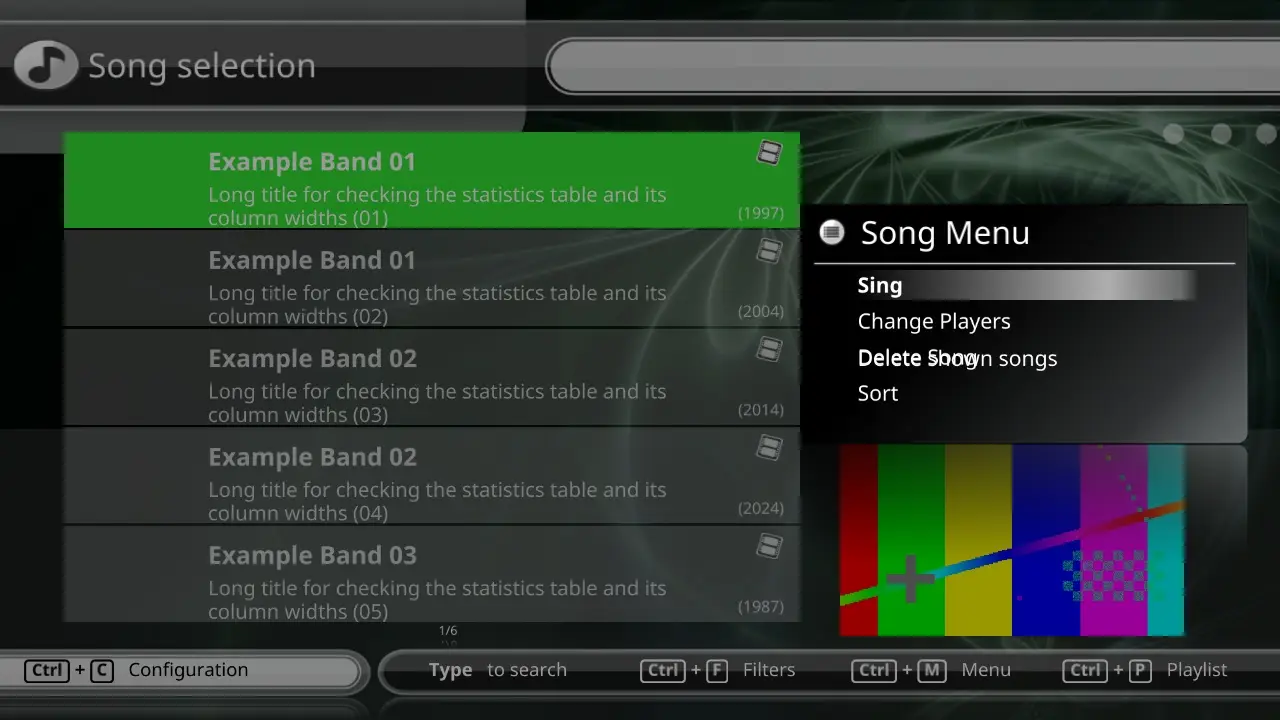 Song selection
Example Band 01
Long title for checking the statistics table and its
column widths (01)
(1997)
Example Band 01
Long title for checking the statistics table and its
column widths (02)
(2004)
Example Band 02
Long title for checking the statistics table and its
column widths (03)
(2014)
Example Band 02
Long title for checking the statistics table and its
column widths (04)
(2024)
Example Band 03
Long title for checking the statistics table and its
column widths (05)
(1987)
1/6
Song Menu
Sing
Change Players
Delete Song
Delete shown songs
Sort
Ctrl + C Configuration
Type to search
Ctrl + F Filters
Ctrl + M Menu
Ctrl + P Playlist